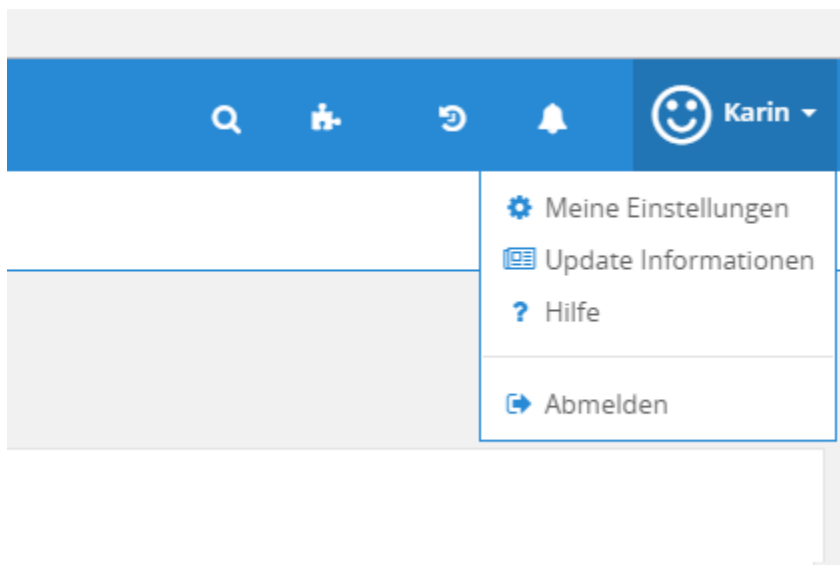 Karin
Meine Einstellungen
Update Informationen
? Hilfe
Abmelden